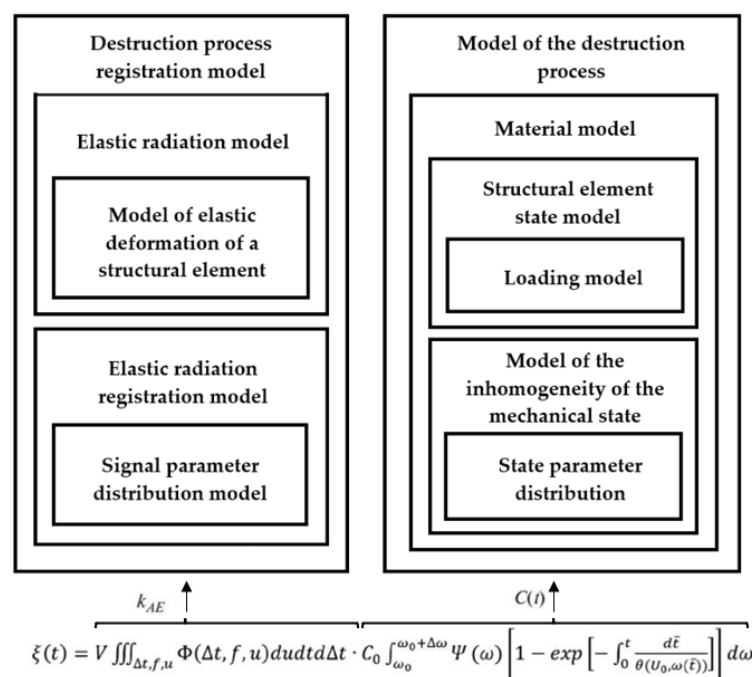 Destruction process
registration model
Elastic radiation model
Model of elastic
deformation of a
structural element
Elastic radiation
registration model
Signal parameter
distribution model
Model of the destruction
process
Material model
Structural element
state model
Loading model
Model of the
inhomogeneity of the
mechanical state
State parameter
distribution
k_{AE}
C(t)
ξ(t) = V ∭_{Δt,f,u} Φ(Δt, f, u)dudtdΔt · C_0 ∫_{ω_0}^{ω_0+Δω} Ψ (ω) [1 − exp [− ∫_0^t \frac{dt̄}{θ(U_0,ω(t̄))}]] dω